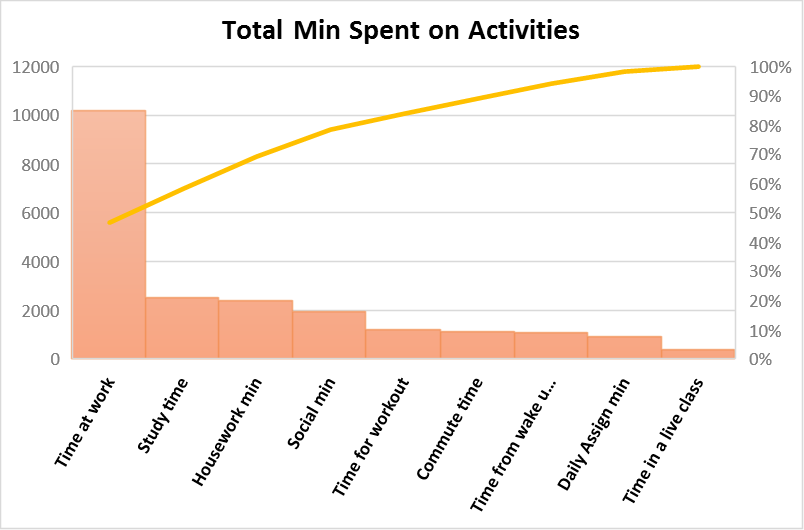 Total Min Spent on Activities
12000
10000
8000
6000
4000
2000
0
100%
90%
80%
70%
60%
50%
40%
30%
20%
10%
0%
Time at work
Study time
Housework min
Social min
Time for workout
Commute time
Time from wake u...
Daily Assign min
Time in a live class